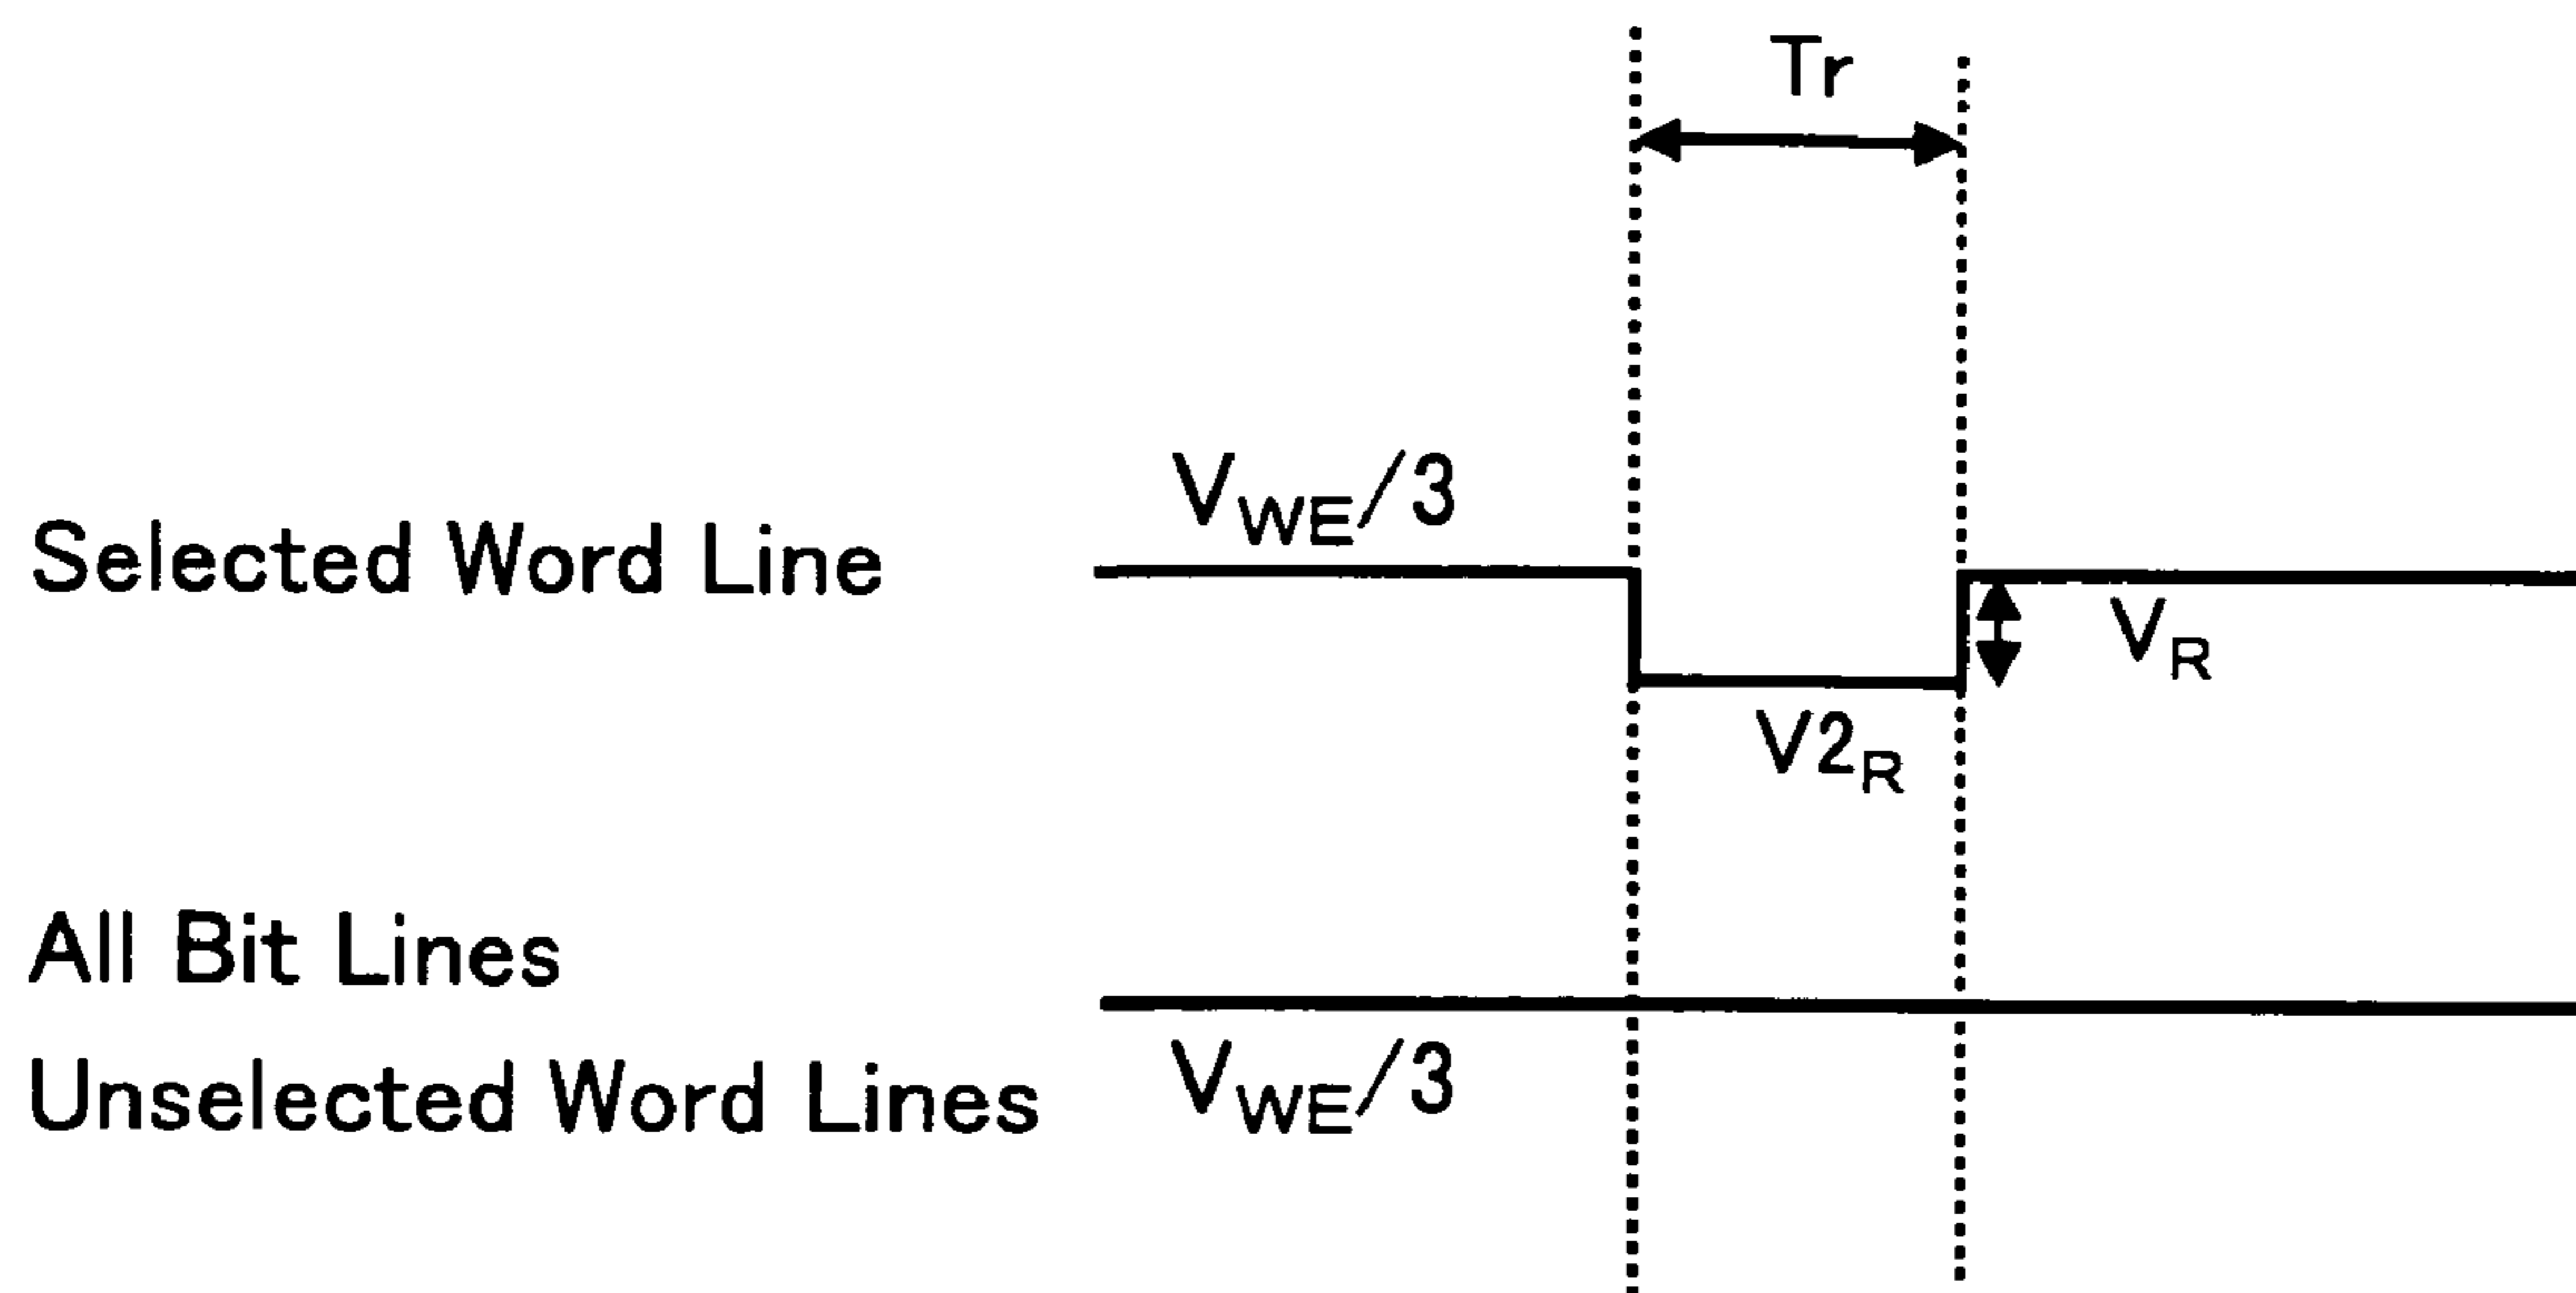 Tr
V_WE/3
Selected Word Line
V_R
V2_R
All Bit Lines
Unselected Word Lines
V_WE/3